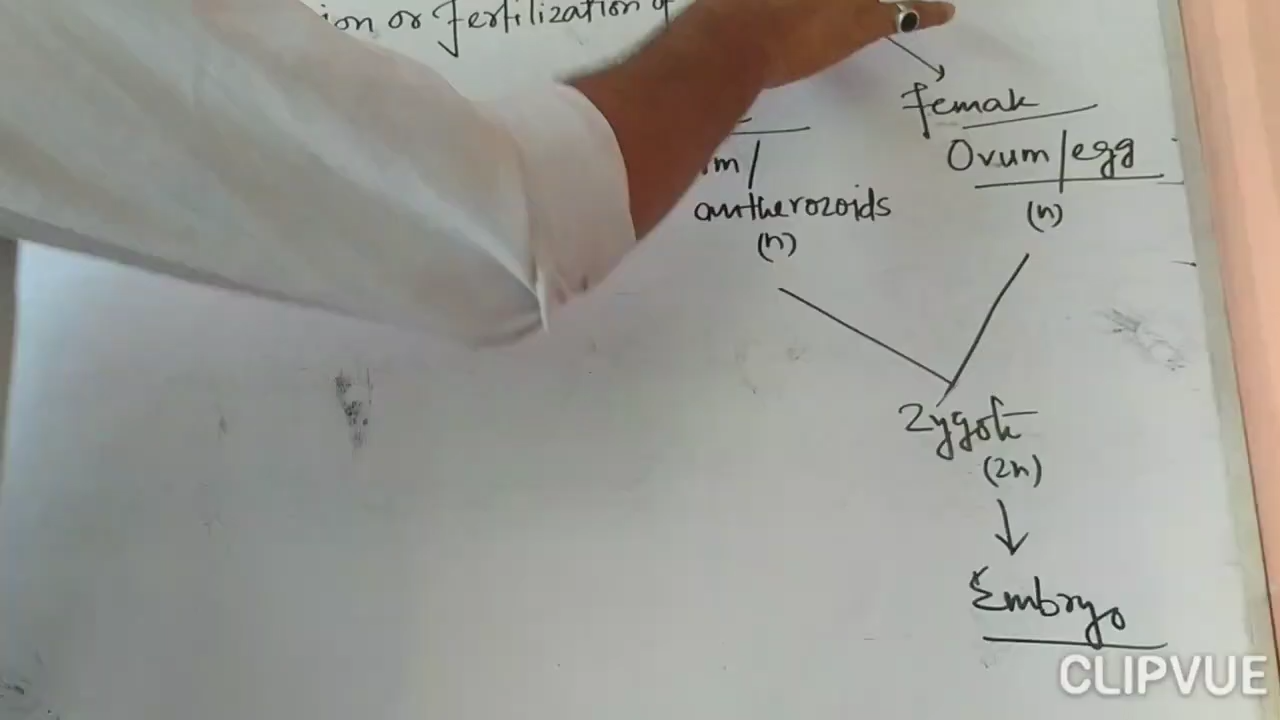 ion or Fertilization of
Female
Ovum/egg
(n)
m/
antherozoids
(n)
Zygote
(2n)
Embryo
CLIPVUE